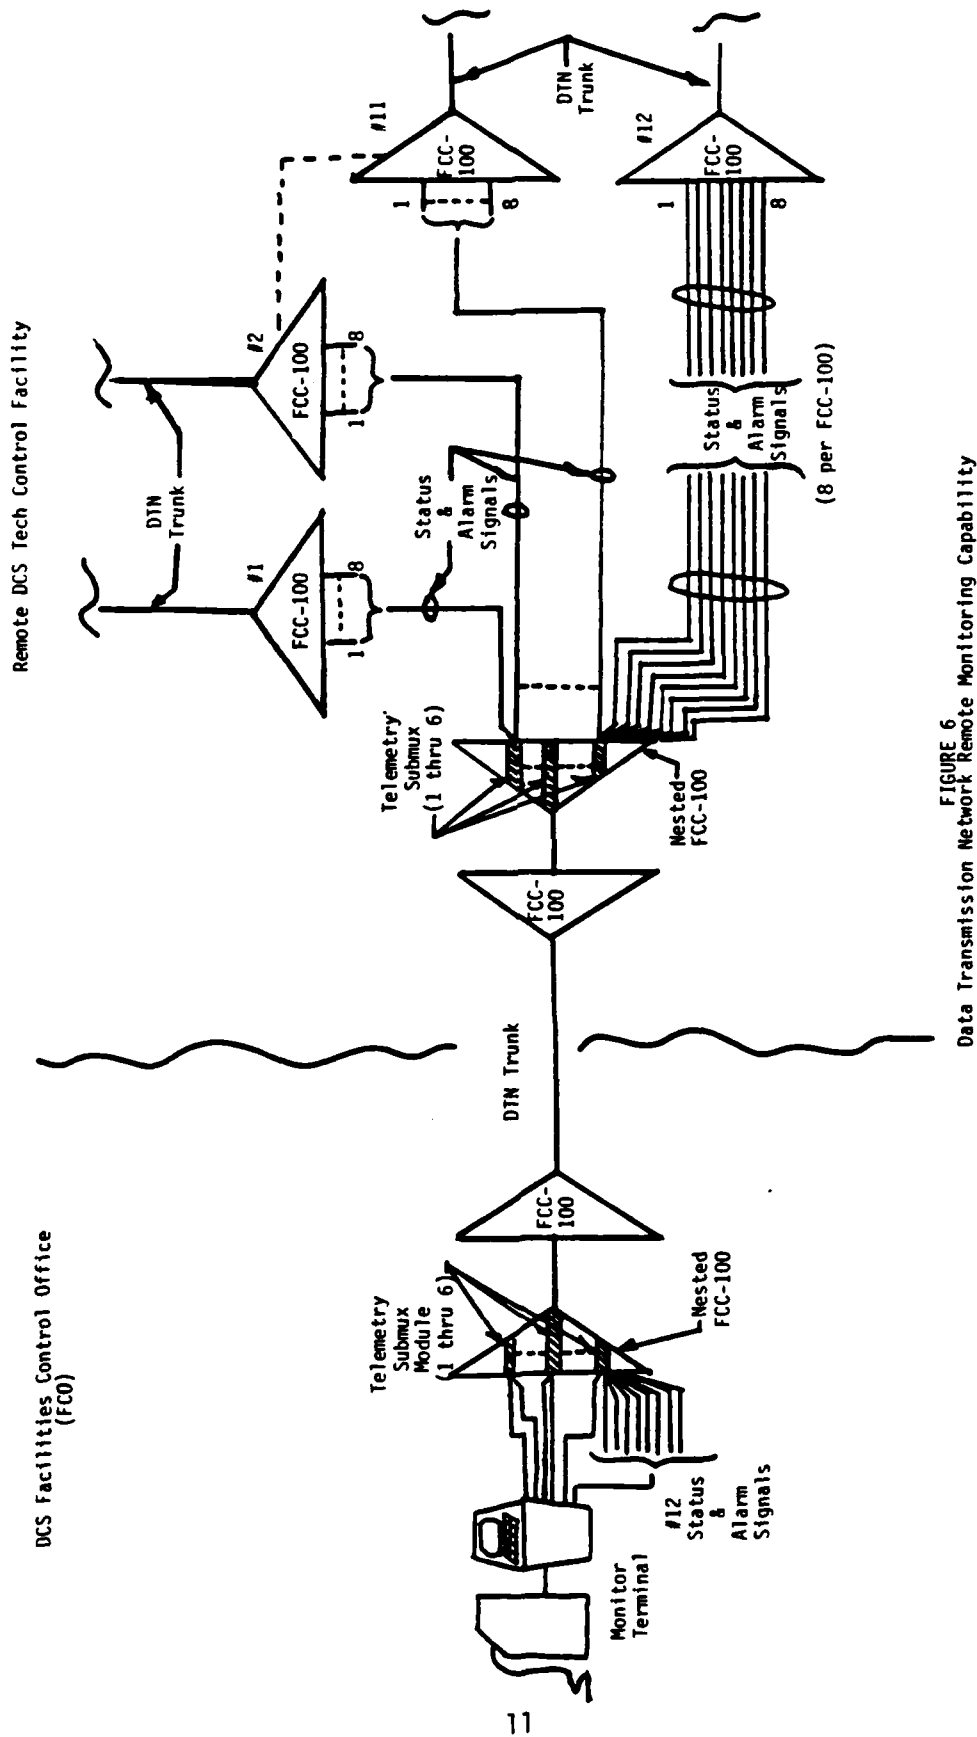 DCS Facilities Control Office
(FCO)
Remote DCS Tech Control Facility
Telemetry
Submux
Module
(1 thru 6)
Nested
FCC-100
FCC-
100
DTN Trunk
FCC-
100
Telemetry
Submux
(1 thru 6)
Nested
FCC-100
DTN
Trunk
#1
FCC-100
1
8
#2
FCC-100
1
8
Status
&
Alarm
Signals
#11
FCC-
100
1
8
DTN
Trunk
#12
FCC-
100
1
8
Status
&
Alarm
Signals
(8 per FCC-100)
Monitor
Terminal
#12
Status
&
Alarm
Signals
FIGURE 6
Data Transmission Network Remote Monitoring Capability
11